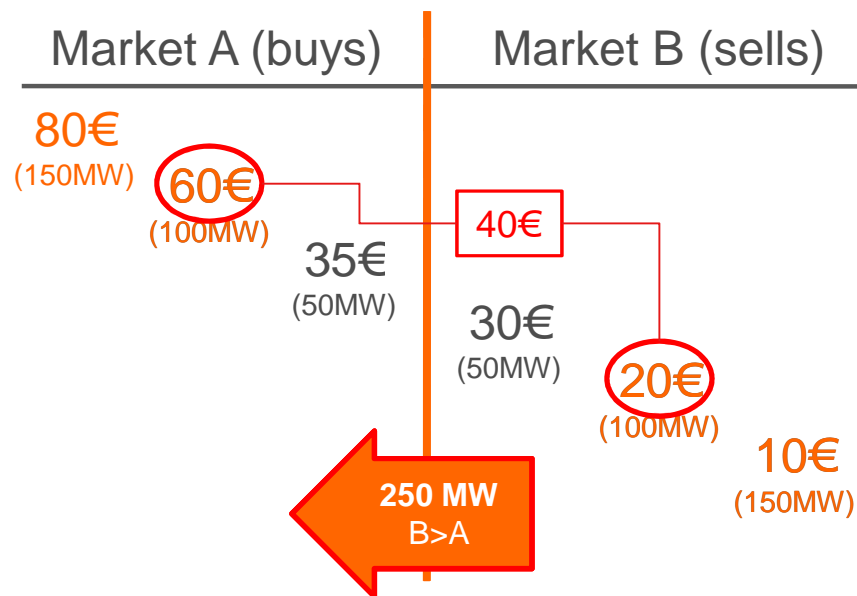 Market A (buys)
Market B (sells)
80€
(150MW)
60€
(100MW)
40€
35€
(50MW)
30€
(50MW)
20€
(100MW)
10€
(150MW)
250 MW
B>A